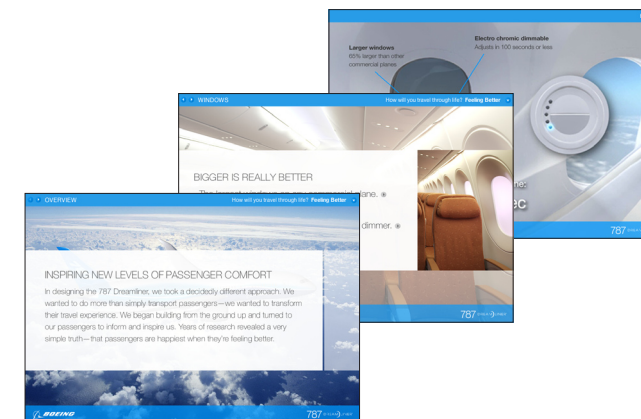 Larger windows
65% larger than other
commercial planes
Electro chromic dimmable
Adjusts in 100 seconds or less
787
WINDOWS
How will you travel through life? Feeling Better
BIGGER IS REALLY BETTER
plane.
dimmer.
787
OVERVIEW
How will you travel through life? Feeling Better
INSPIRING NEW LEVELS OF PASSENGER COMFORT
In designing the 787 Dreamliner, we took a decidedly different approach. We
wanted to do more than simply transport passengers—we wanted to transform
their travel experience. We began building from the ground up and turned to
our passengers to inform and inspire us. Years of research revealed a very
simple truth—that passengers are happiest when they're feeling better.
BOEING
787